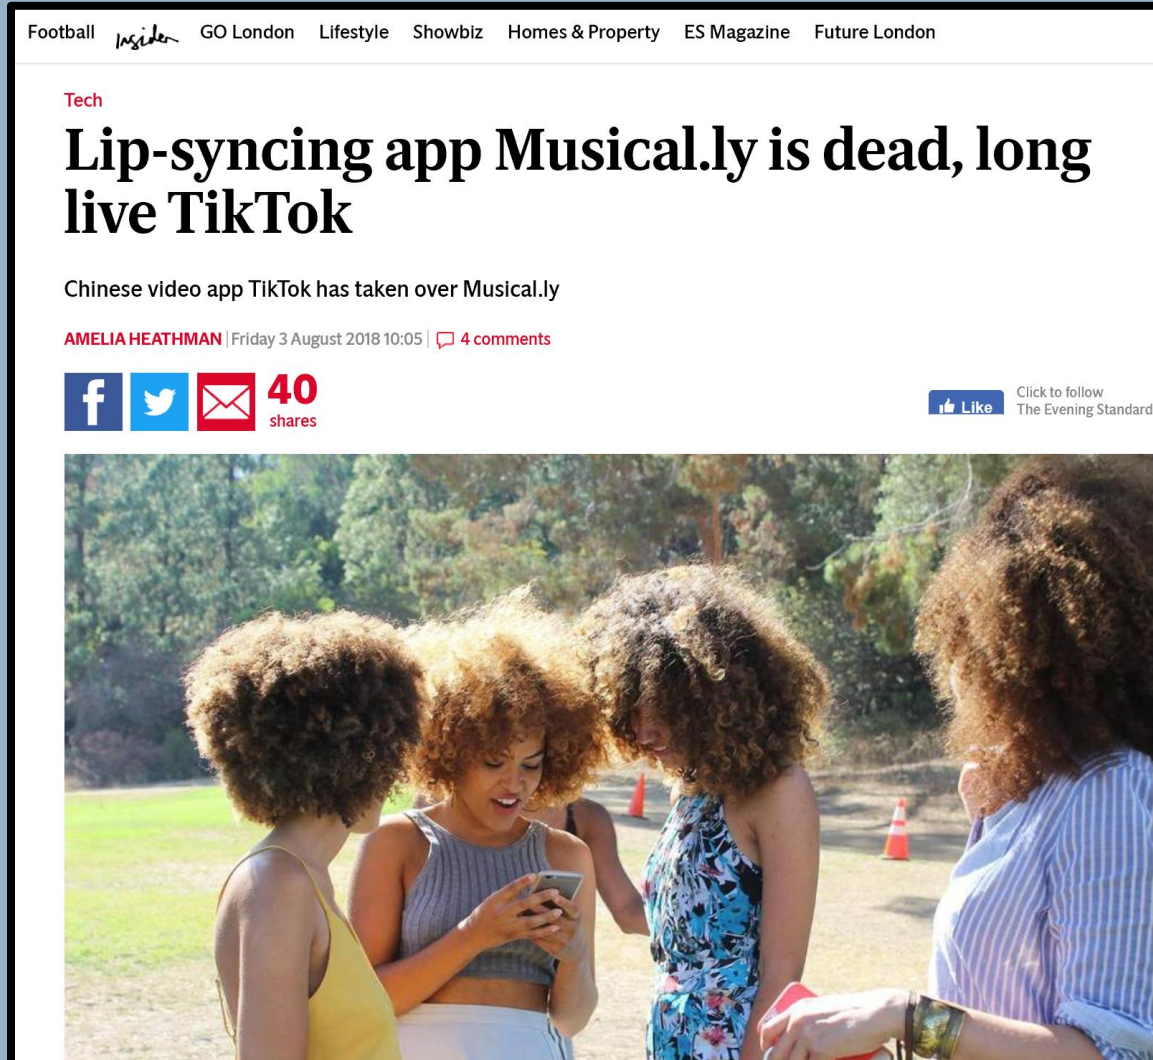 Football Insider GO London Lifestyle Showbiz Homes & Property ES Magazine Future London
Tech
Lip-syncing app Musical.ly is dead, long
live TikTok
Chinese video app TikTok has taken over Musical.ly
AMELIA HEATHMAN | Friday 3 August 2018 10:05 | 4 comments
40
shares
Like
Click to follow
The Evening Standard